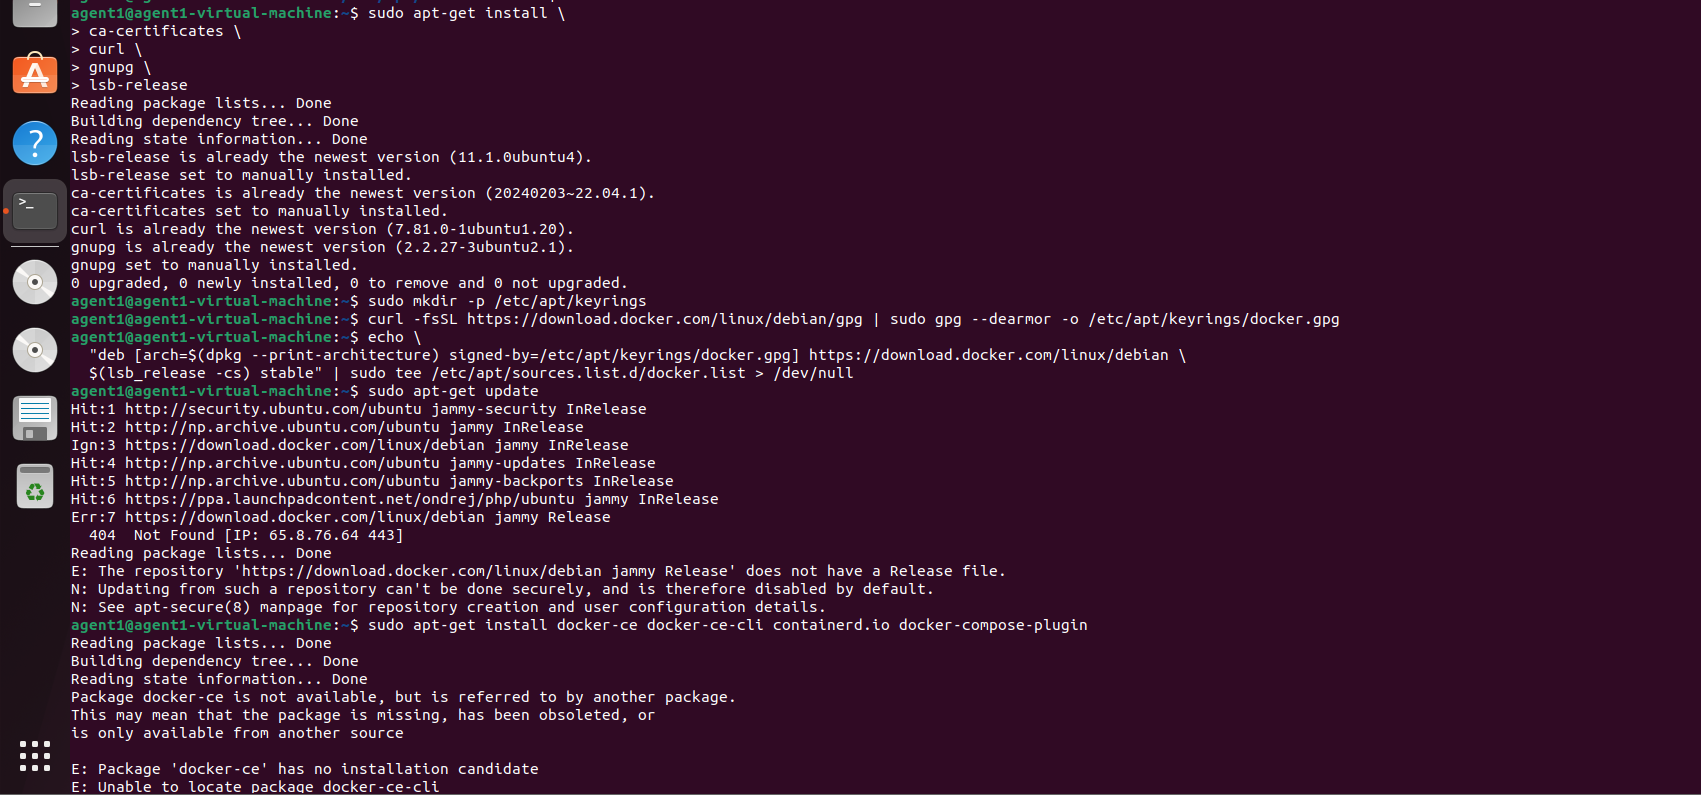 agent1@agent1-virtual-machine:~$ sudo apt-get install \
> ca-certificates \
> curl \
> gnupg \
> lsb-release
Reading package lists... Done
Building dependency tree... Done
Reading state information... Done
lsb-release is already the newest version (11.1.0ubuntu4).
lsb-release set to manually installed.
ca-certificates is already the newest version (20240203~22.04.1).
ca-certificates set to manually installed.
curl is already the newest version (7.81.0-1ubuntu1.20).
gnupg is already the newest version (2.2.27-3ubuntu2.1).
gnupg set to manually installed.
0 upgraded, 0 newly installed, 0 to remove and 0 not upgraded.
agent1@agent1-virtual-machine:~$ sudo mkdir -p /etc/apt/keyrings
agent1@agent1-virtual-machine:~$ curl -fsSL https://download.docker.com/linux/debian/gpg | sudo gpg --dearmor -o /etc/apt/keyrings/docker.gpg
agent1@agent1-virtual-machine:~$ echo \
  "deb [arch=$(dpkg --print-architecture) signed-by=/etc/apt/keyrings/docker.gpg] https://download.docker.com/linux/debian \
  $(lsb_release -cs) stable" | sudo tee /etc/apt/sources.list.d/docker.list > /dev/null
agent1@agent1-virtual-machine:~$ sudo apt-get update
Hit:1 http://security.ubuntu.com/ubuntu jammy-security InRelease
Hit:2 http://np.archive.ubuntu.com/ubuntu jammy InRelease
Ign:3 https://download.docker.com/linux/debian jammy InRelease
Hit:4 http://np.archive.ubuntu.com/ubuntu jammy-updates InRelease
Hit:5 http://np.archive.ubuntu.com/ubuntu jammy-backports InRelease
Hit:6 https://ppa.launchpadcontent.net/ondrej/php/ubuntu jammy InRelease
Err:7 https://download.docker.com/linux/debian jammy Release
  404  Not Found [IP: 65.8.76.64 443]
Reading package lists... Done
E: The repository 'https://download.docker.com/linux/debian jammy Release' does not have a Release file.
N: Updating from such a repository can't be done securely, and is therefore disabled by default.
N: See apt-secure(8) manpage for repository creation and user configuration details.
agent1@agent1-virtual-machine:~$ sudo apt-get install docker-ce docker-ce-cli containerd.io docker-compose-plugin
Reading package lists... Done
Building dependency tree... Done
Reading state information... Done
Package docker-ce is not available, but is referred to by another package.
This may mean that the package is missing, has been obsoleted, or
is only available from another source

E: Package 'docker-ce' has no installation candidate
E: Unable to locate package docker-ce-cli